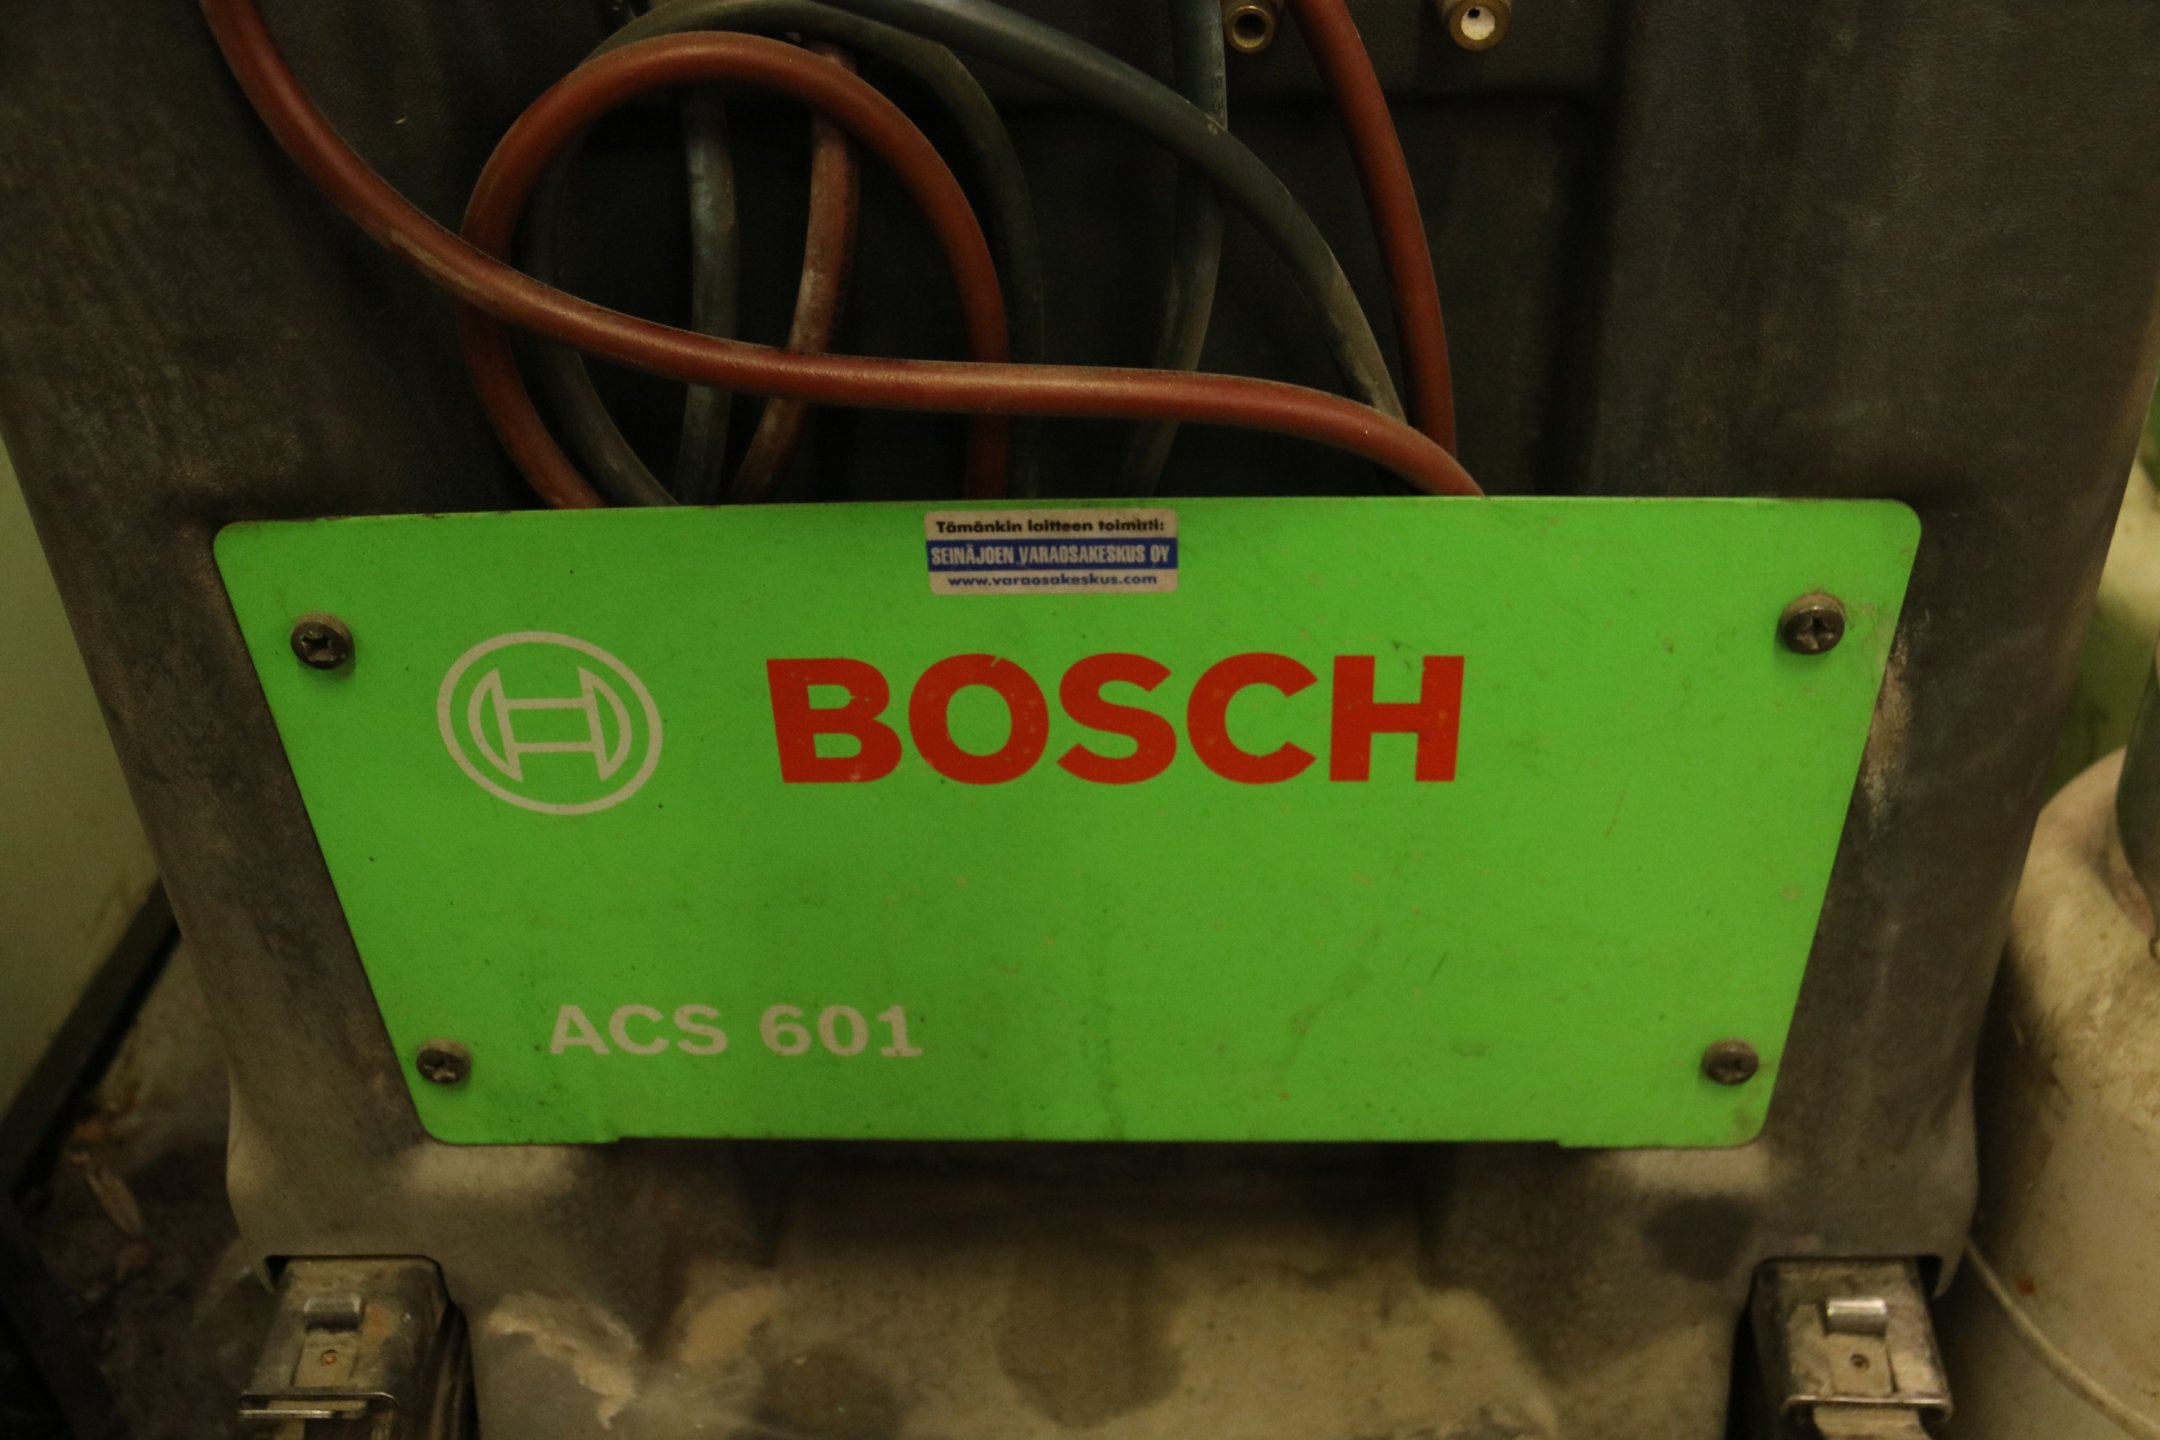 Tämänkin laitteen toimitti:
SEINÄJOEN VARAOSAKESKUS OY
www.varaosakeskus.com
BOSCH
ACS 601